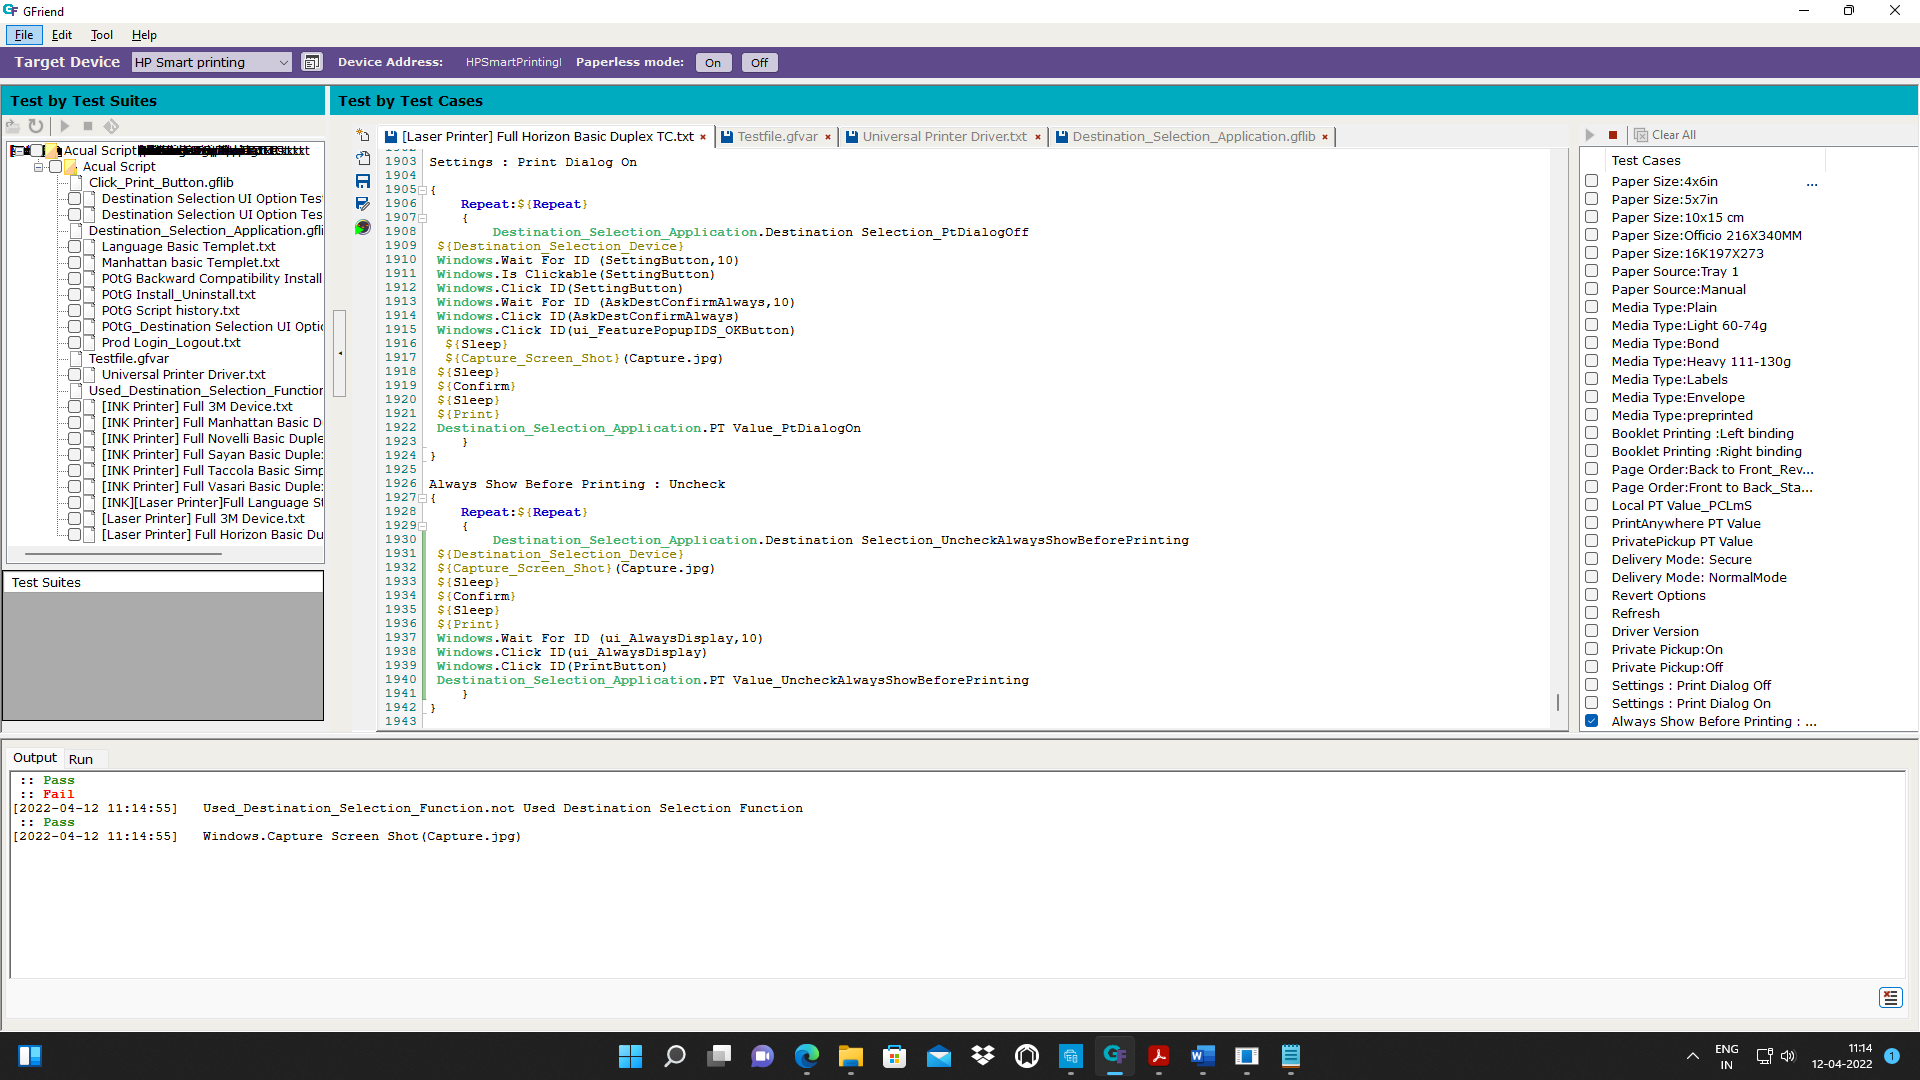 GFriend
File Edit Tool Help
Target Device HP Smart printing Device Address: HPSmartPrintingI Paperless mode: On Off
Test by Test Suites
Test by Test Cases
Acual Script
Acual Script
Click_Print_Button.gflib
Destination Selection UI Option Tes
Destination Selection UI Option Tes
Destination_Selection_Application.gfli
Language Basic Templet.txt
Manhattan basic Templet.txt
POtG Backward Compatibility Install
POtG Install_Uninstall.txt
POtG Script history.txt
POtG_Destination Selection UI Optio
Prod Login_Logout.txt
Testfile.gfvar
Universal Printer Driver.txt
Used_Destination_Selection_Function
[INK Printer] Full 3M Device.txt
[INK Printer] Full Manhattan Basic D
[INK Printer] Full Novelli Basic Duple
[INK Printer] Full Sayan Basic Duple:
[INK Printer] Full Taccola Basic Simp
[INK Printer] Full Vasari Basic Duple:
[INK][Laser Printer]Full Language St
[Laser Printer] Full 3M Device.txt
[Laser Printer] Full Horizon Basic Du
Test Suites
[Laser Printer] Full Horizon Basic Duplex TC.txt Testfile.gfvar Universal Printer Driver.txt Destination_Selection_Application.gflib
1903 Settings : Print Dialog On
1904
1905 {
1906 Repeat:${Repeat}
1907 {
1908 Destination_Selection_Application.Destination Selection_PtDialogOff
1909 ${Destination_Selection_Device}
1910 Windows.Wait For ID (SettingButton,10)
1911 Windows.Is Clickable(SettingButton)
1912 Windows.Click ID(SettingButton)
1913 Windows.Wait For ID (AskDestConfirmAlways,10)
1914 Windows.Click ID(AskDestConfirmAlways)
1915 Windows.Click ID(ui_FeaturePopupIDS_OKButton)
1916 ${Sleep}
1917 ${Capture_Screen_Shot}(Capture.jpg)
1918 ${Sleep}
1919 ${Confirm}
1920 ${Sleep}
1921 ${Print}
1922 Destination_Selection_Application.PT Value_PtDialogOn
1923 }
1924 }
1925
1926 Always Show Before Printing : Uncheck
1927 {
1928 Repeat:${Repeat}
1929 {
1930 Destination_Selection_Application.Destination Selection_UncheckAlwaysShowBeforePrinting
1931 ${Destination_Selection_Device}
1932 ${Capture_Screen_Shot}(Capture.jpg)
1933 ${Sleep}
1934 ${Confirm}
1935 ${Sleep}
1936 ${Print}
1937 Windows.Wait For ID (ui_AlwaysDisplay,10)
1938 Windows.Click ID(ui_AlwaysDisplay)
1939 Windows.Click ID(PrintButton)
1940 Destination_Selection_Application.PT Value_UncheckAlwaysShowBeforePrinting
1941 }
1942 }
1943
Clear All
Test Cases
Paper Size:4x6in ...
Paper Size:5x7in
Paper Size:10x15 cm
Paper Size:Officio 216X340MM
Paper Size:16K197X273
Paper Source:Tray 1
Paper Source:Manual
Media Type:Plain
Media Type:Light 60-74g
Media Type:Bond
Media Type:Heavy 111-130g
Media Type:Labels
Media Type:Envelope
Media Type:preprinted
Booklet Printing :Left binding
Booklet Printing :Right binding
Page Order:Back to Front_Rev...
Page Order:Front to Back_Sta...
Local PT Value_PCLmS
PrintAnywhere PT Value
PrivatePickup PT Value
Delivery Mode: Secure
Delivery Mode: NormalMode
Revert Options
Refresh
Driver Version
Private Pickup:On
Private Pickup:Off
Settings : Print Dialog Off
Settings : Print Dialog On
Always Show Before Printing : ...
Output Run
:: Pass
:: Fail
[2022-04-12 11:14:55] Used_Destination_Selection_Function.not Used Destination Selection Function
:: Pass
[2022-04-12 11:14:55] Windows.Capture Screen Shot(Capture.jpg)
ENG
IN
11:14
12-04-2022
1